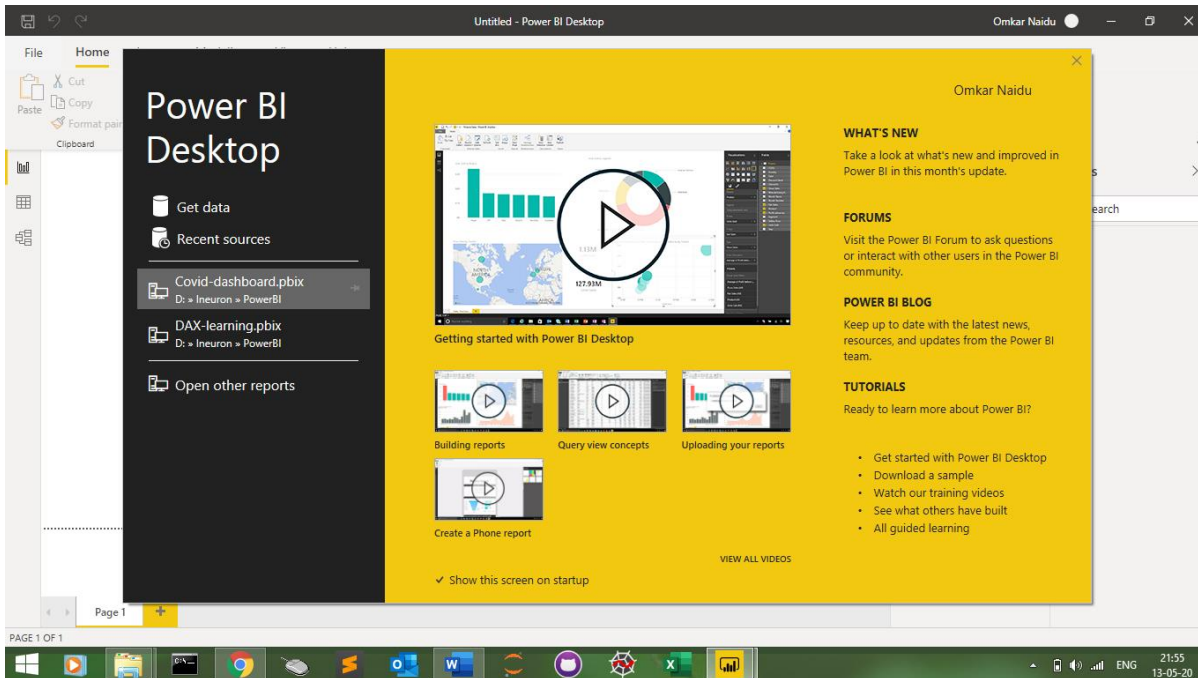 Untitled - Power BI Desktop
Omkar Naidu
File
Home
Paste
Cut
Copy
Format pain
Clipboard
s
earch
Power BI
Desktop
Get data
Recent sources
Covid-dashboard.pbix
D: » Ineuron » PowerBI
DAX-learning.pbix
D: » Ineuron » PowerBI
Open other reports
127.93M
Getting started with Power BI Desktop
Building reports
Query view concepts
Uploading your reports
Create a Phone report
VIEW ALL VIDEOS
Show this screen on startup
Omkar Naidu
WHAT'S NEW
Take a look at what's new and improved in
Power BI in this month's update.
FORUMS
Visit the Power BI Forum to ask questions
or interact with other users in the Power BI
community.
POWER BI BLOG
Keep up to date with the latest news,
resources, and updates from the Power BI
team.
TUTORIALS
Ready to learn more about Power BI?
• Get started with Power BI Desktop
• Download a sample
• Watch our training videos
• See what others have built
• All guided learning
Page 1
PAGE 1 OF 1
ENG
21:55
13-05-20